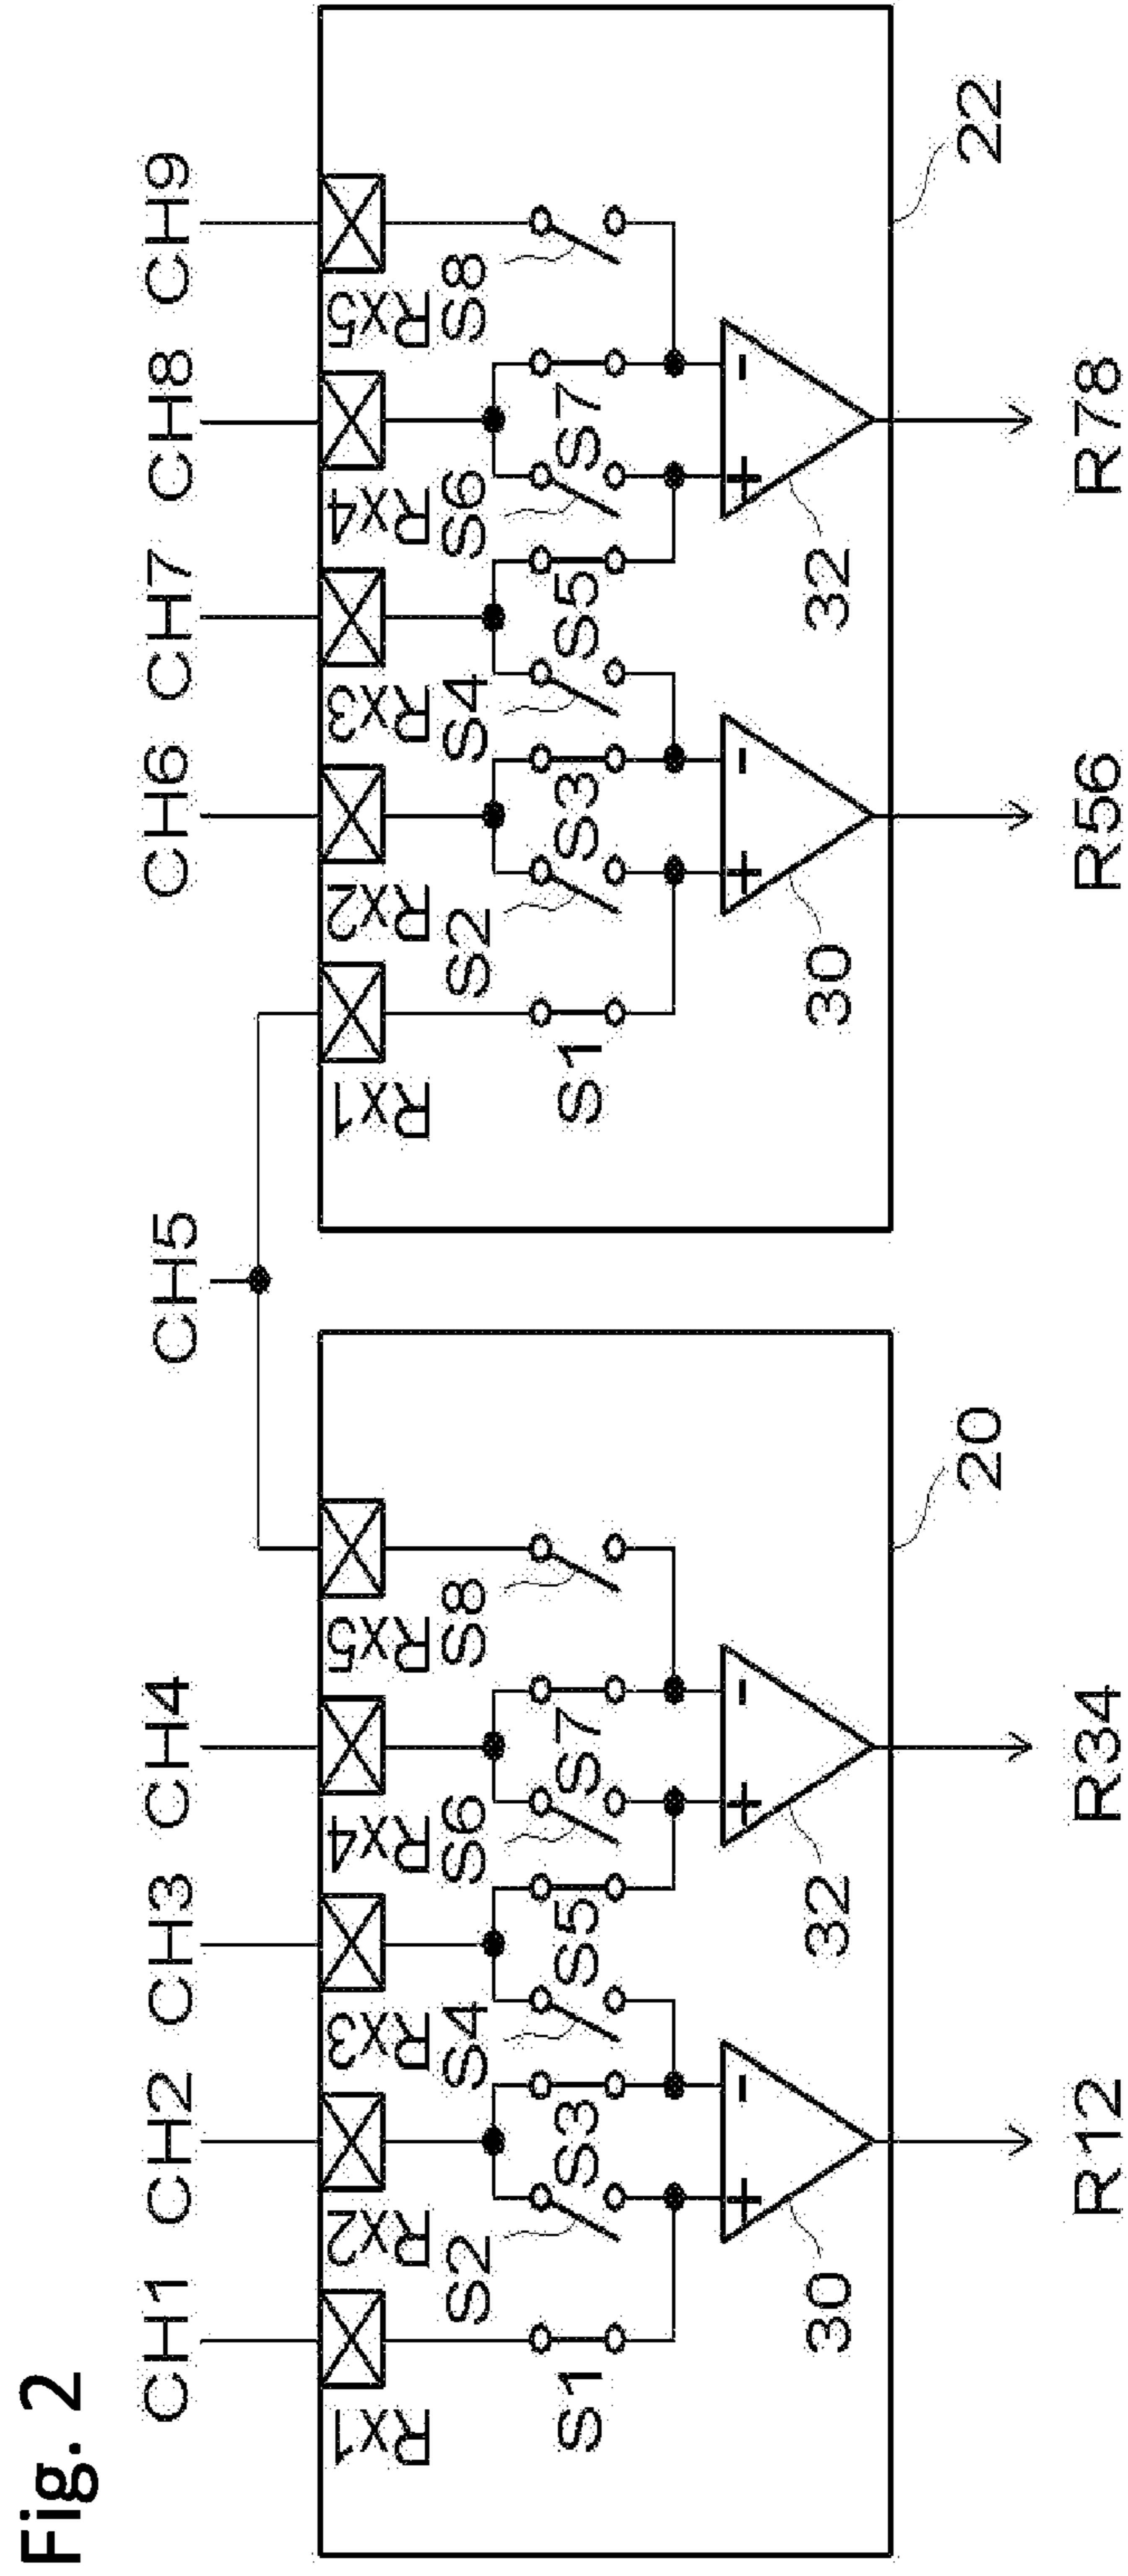 Fig. 2
CH1 CH2 CH3 CH4 CH5 CH6 CH7 CH8 CH9
Rx1 Rx2 Rx3 Rx4 Rx5 Rx1 Rx2 Rx3 Rx4 Rx5
S2 S4 S6 S8 S2 S4 S6 S8
S1 S3 S5 S7 S1 S3 S5 S7
+ - + - + - + -
30 32 30 32
20 22
R12 R34 R56 R78